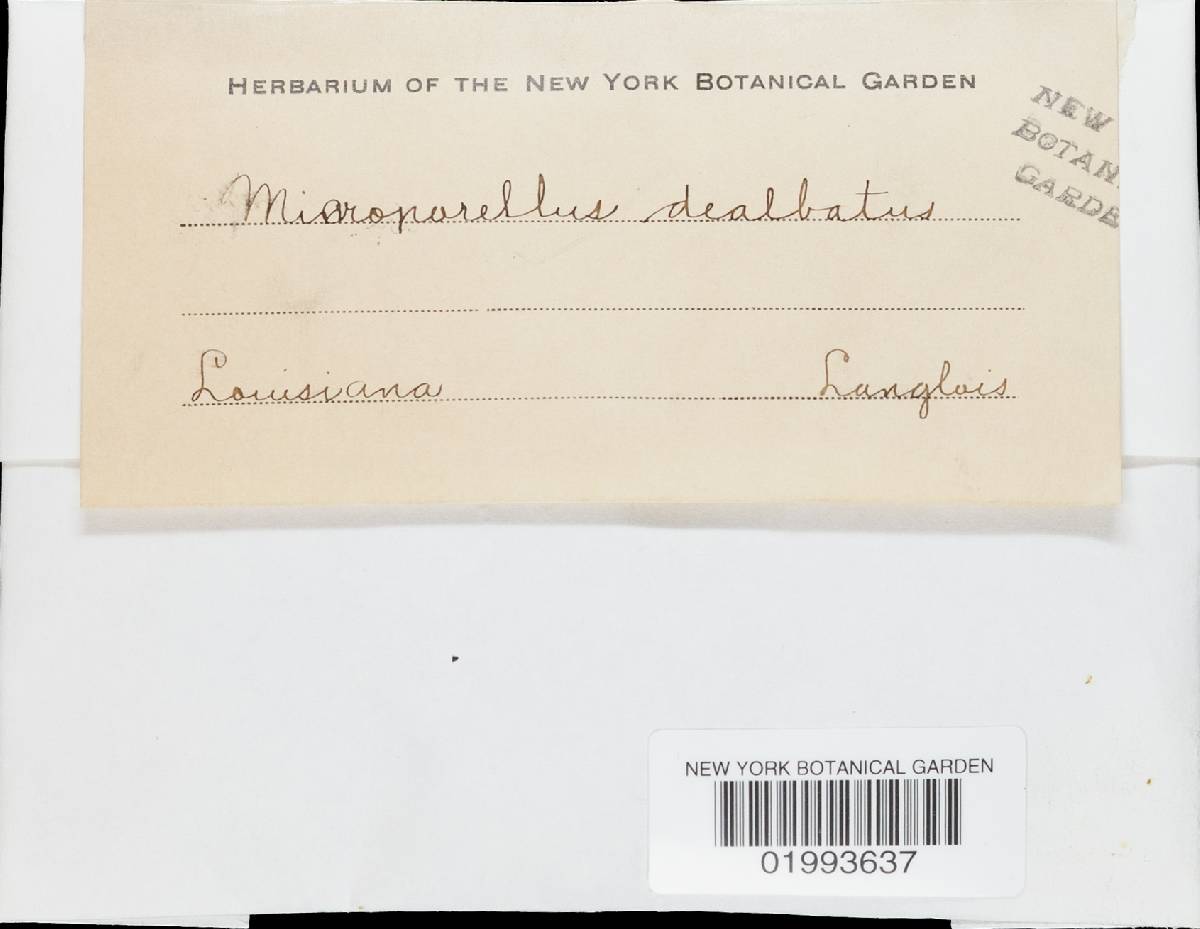 HERBARIUM OF THE NEW YORK BOTANICAL GARDEN
NEW
BOTAN
GARDE
Microporellus dealbatus
Louisiana Langlois
NEW YORK BOTANICAL GARDEN
01993637